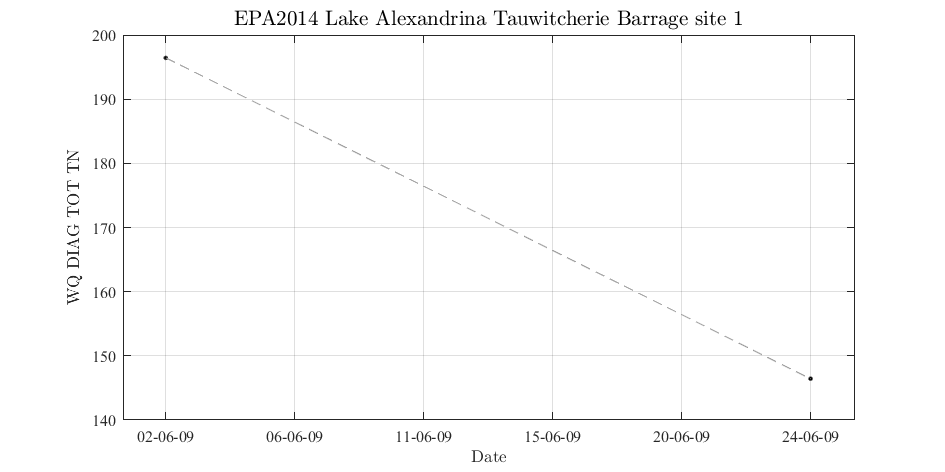 EPA2014 Lake Alexandrina Tauwitcherie Barrage site 1
200
190
180
170
160
150
140
WQ DIAG TOT TN
02-06-09 06-06-09 11-06-09 15-06-09 20-06-09 24-06-09
Date